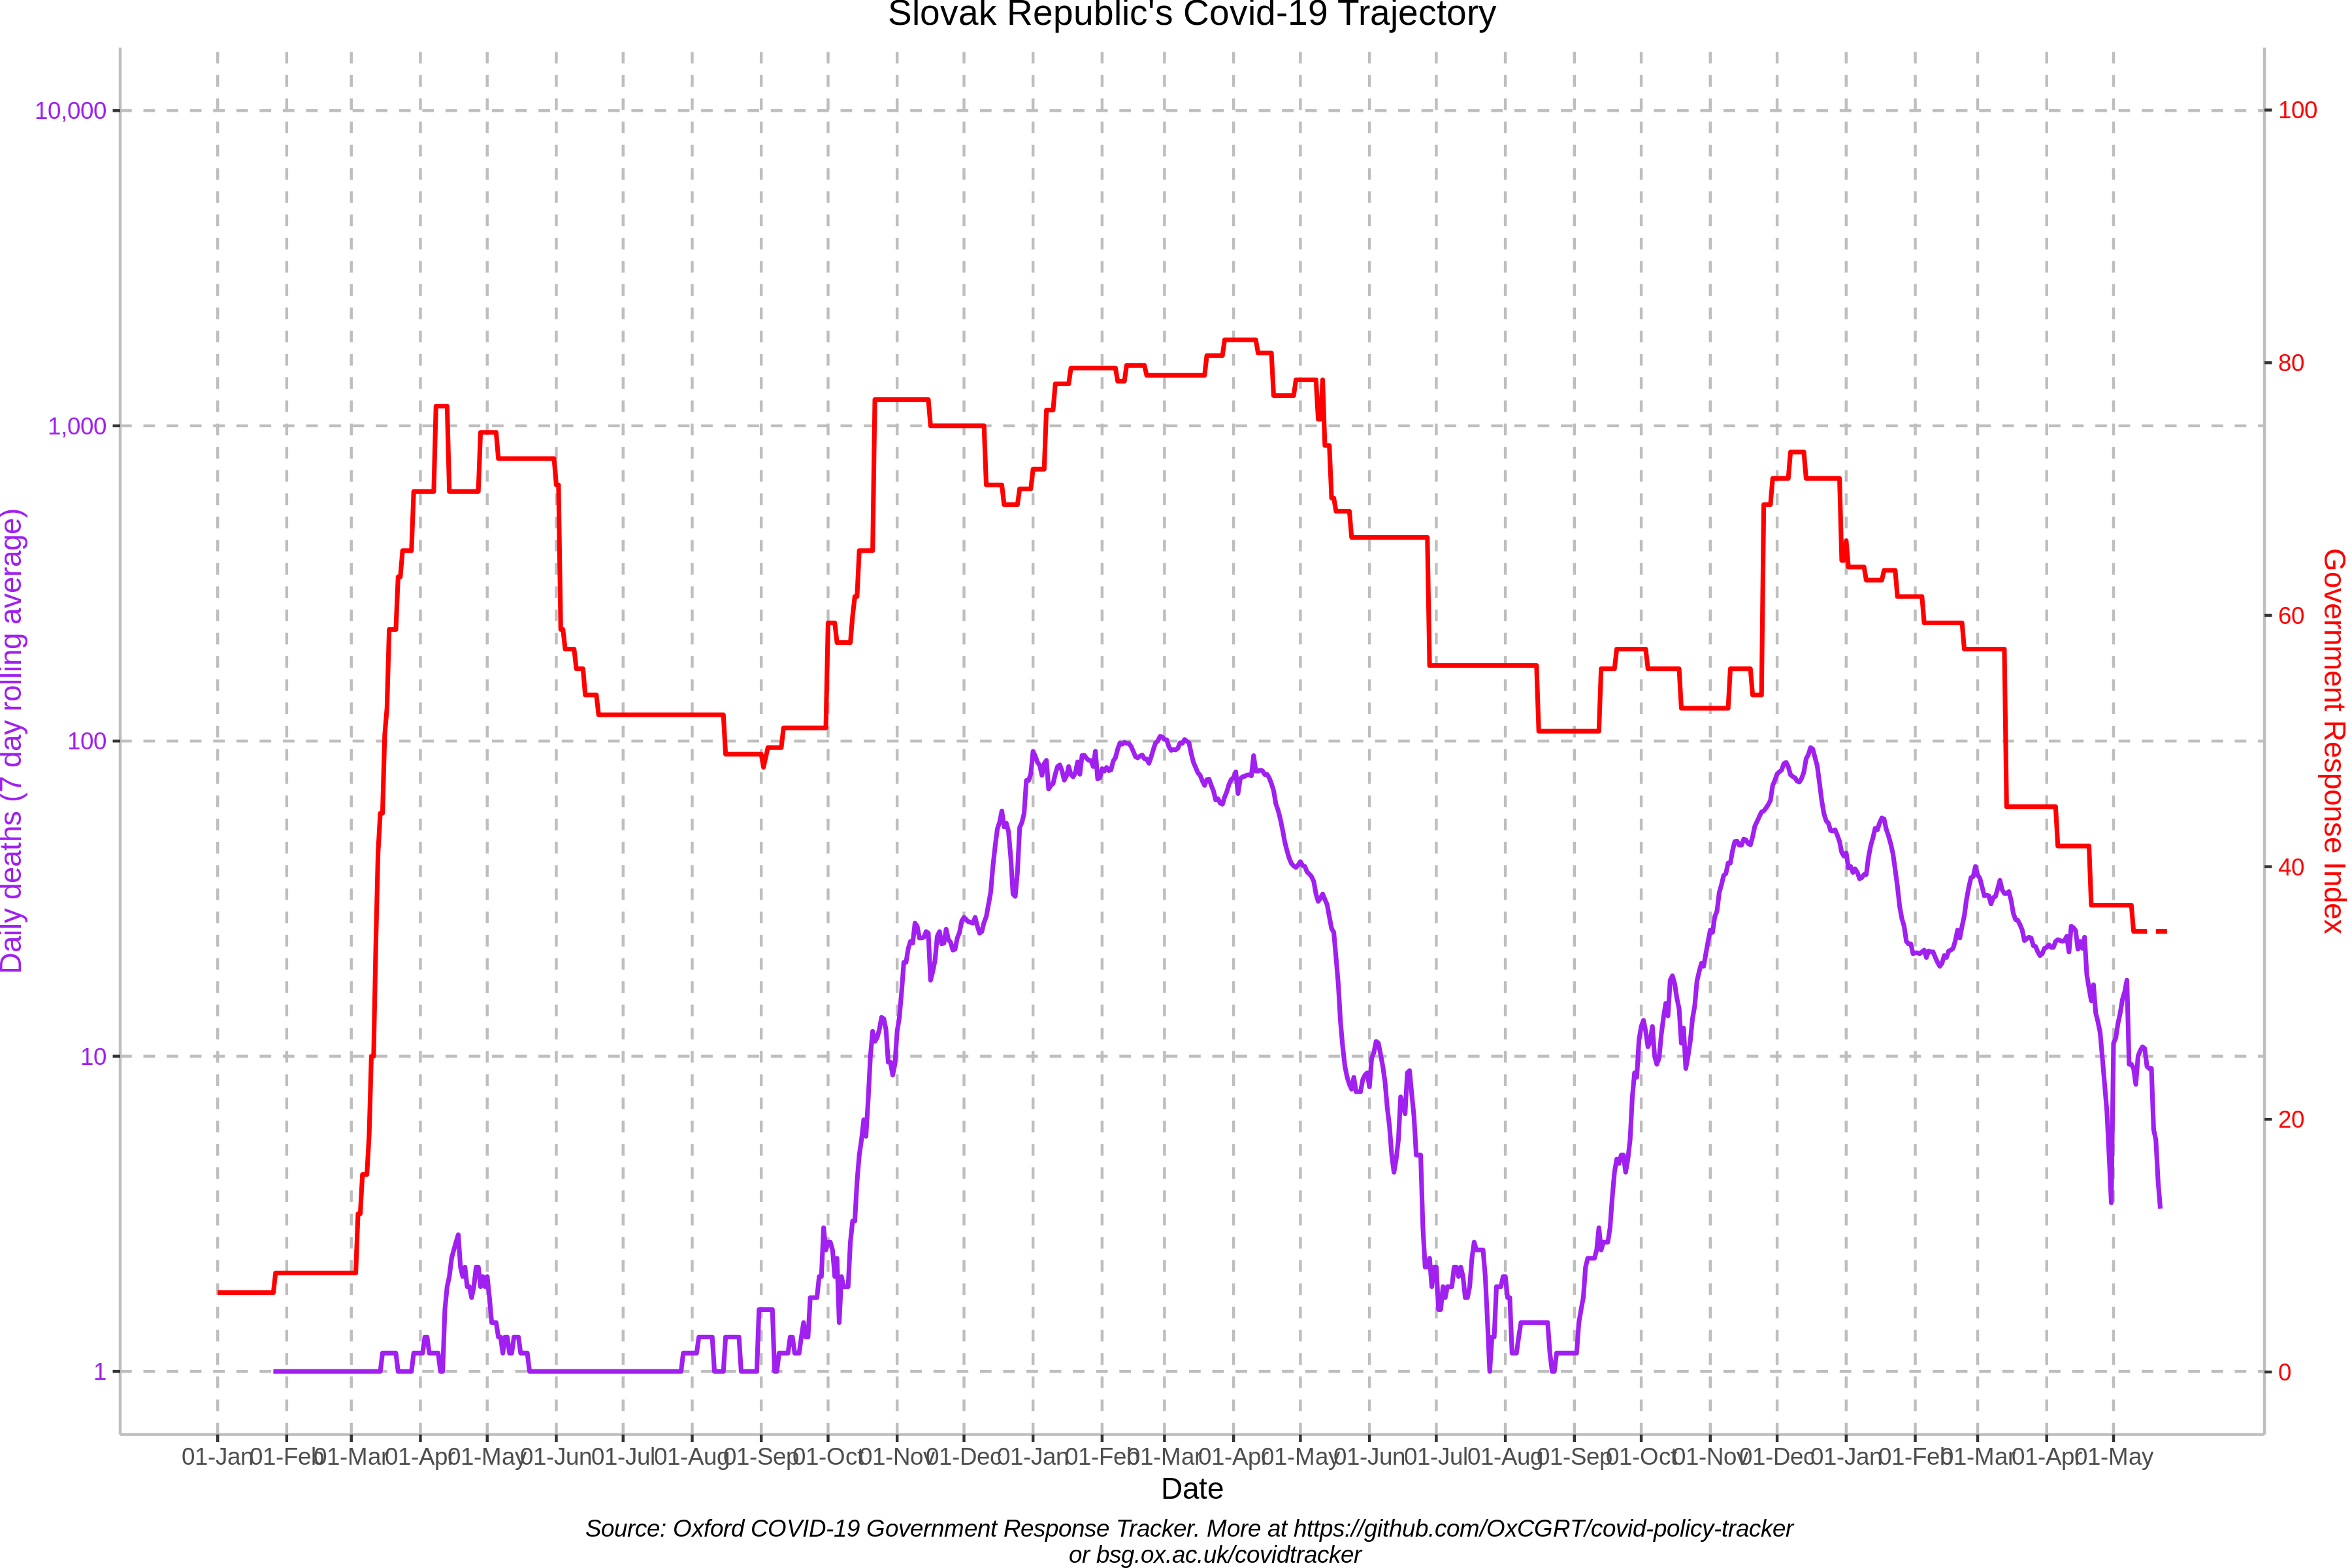 Slovak Republic's Covid-19 Trajectory
10,000
1,000
100
10
1
Daily deaths (7 day rolling average)
100
80
60
40
20
0
Government Response Index
01-Jan 01-Feb 01-Mar 01-Apr 01-May 01-Jun 01-Jul 01-Aug 01-Sep 01-Oct 01-Nov 01-Dec 01-Jan 01-Feb 01-Mar 01-Apr 01-May 01-Jun 01-Jul 01-Aug 01-Sep 01-Oct 01-Nov 01-Dec 01-Jan 01-Feb 01-Mar 01-Apr 01-May
Date
Source: Oxford COVID-19 Government Response Tracker. More at https://github.com/OxCGRT/covid-policy-tracker
or bsg.ox.ac.uk/covidtracker